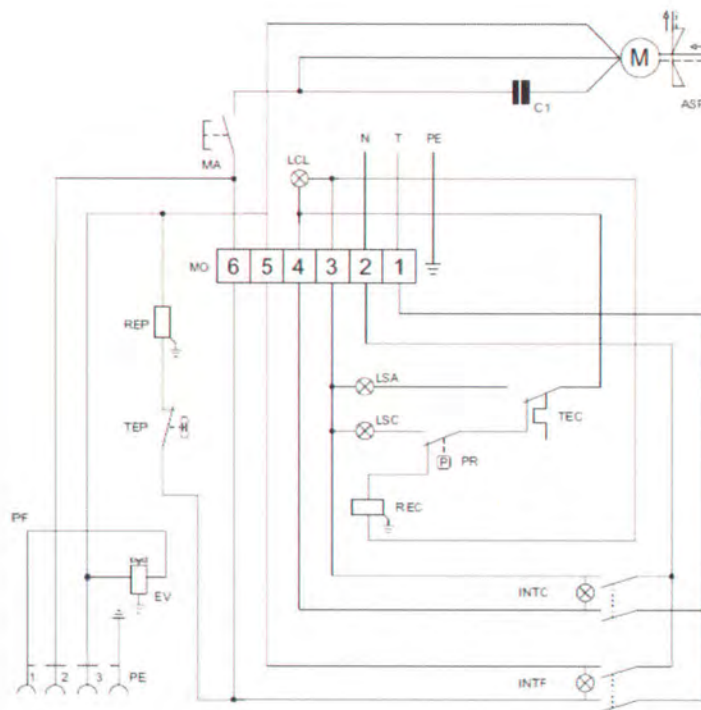 M
ASP
C1
MA
N T PE
LCL
MO 6 5 4 3 2 1
REP
LSA
TEC
TEP
LSC
P PR
REC
PF
EV
INTC
1 2 3 PE
INTF